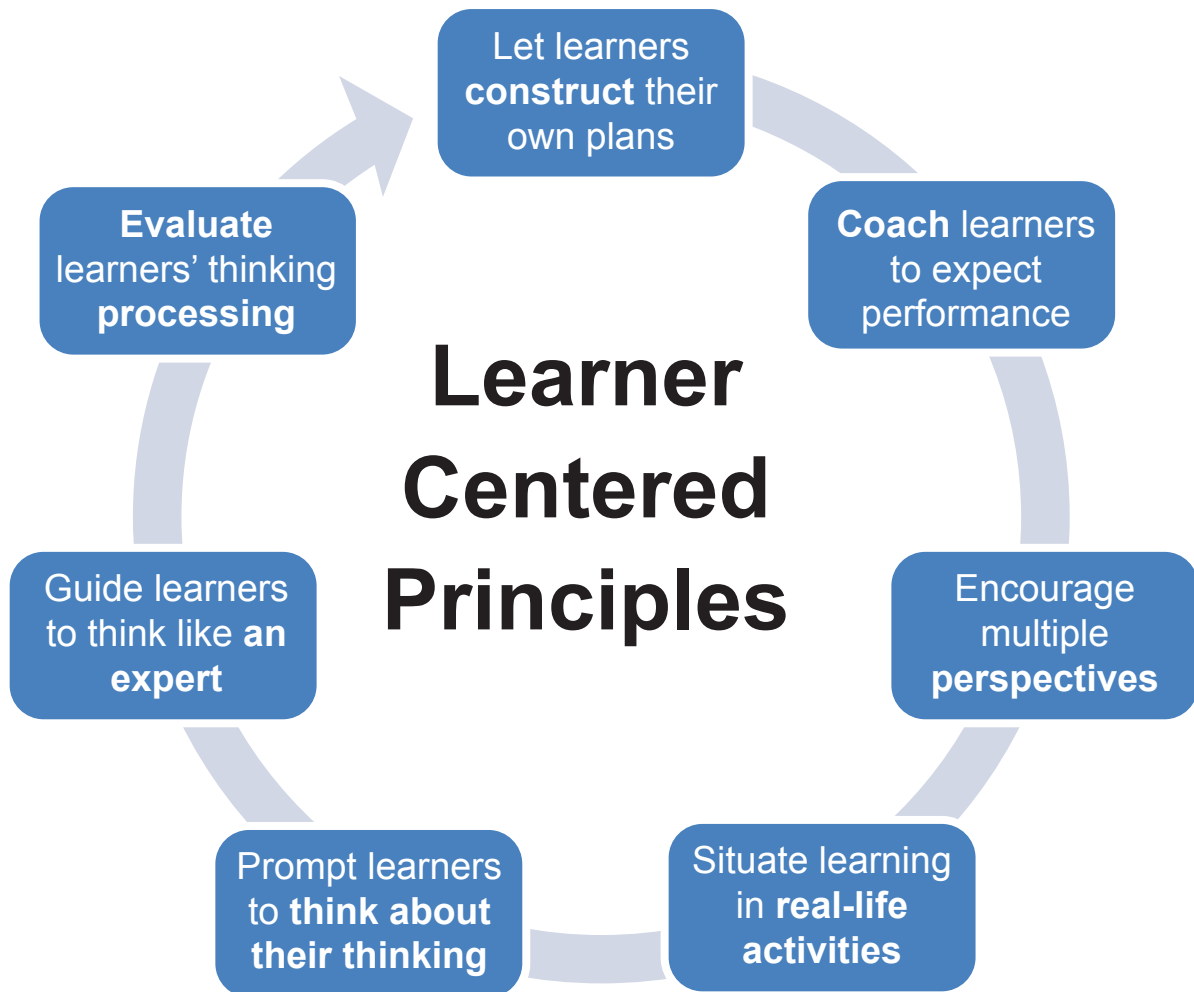 Let learners
construct their
own plans
Coach learners
to expect
performance
Encourage
multiple
perspectives
Situate learning
in real-life
activities
Prompt learners
to think about
their thinking
Guide learners
to think like an
expert
Evaluate
learners’ thinking
processing
Learner
Centered
Principles